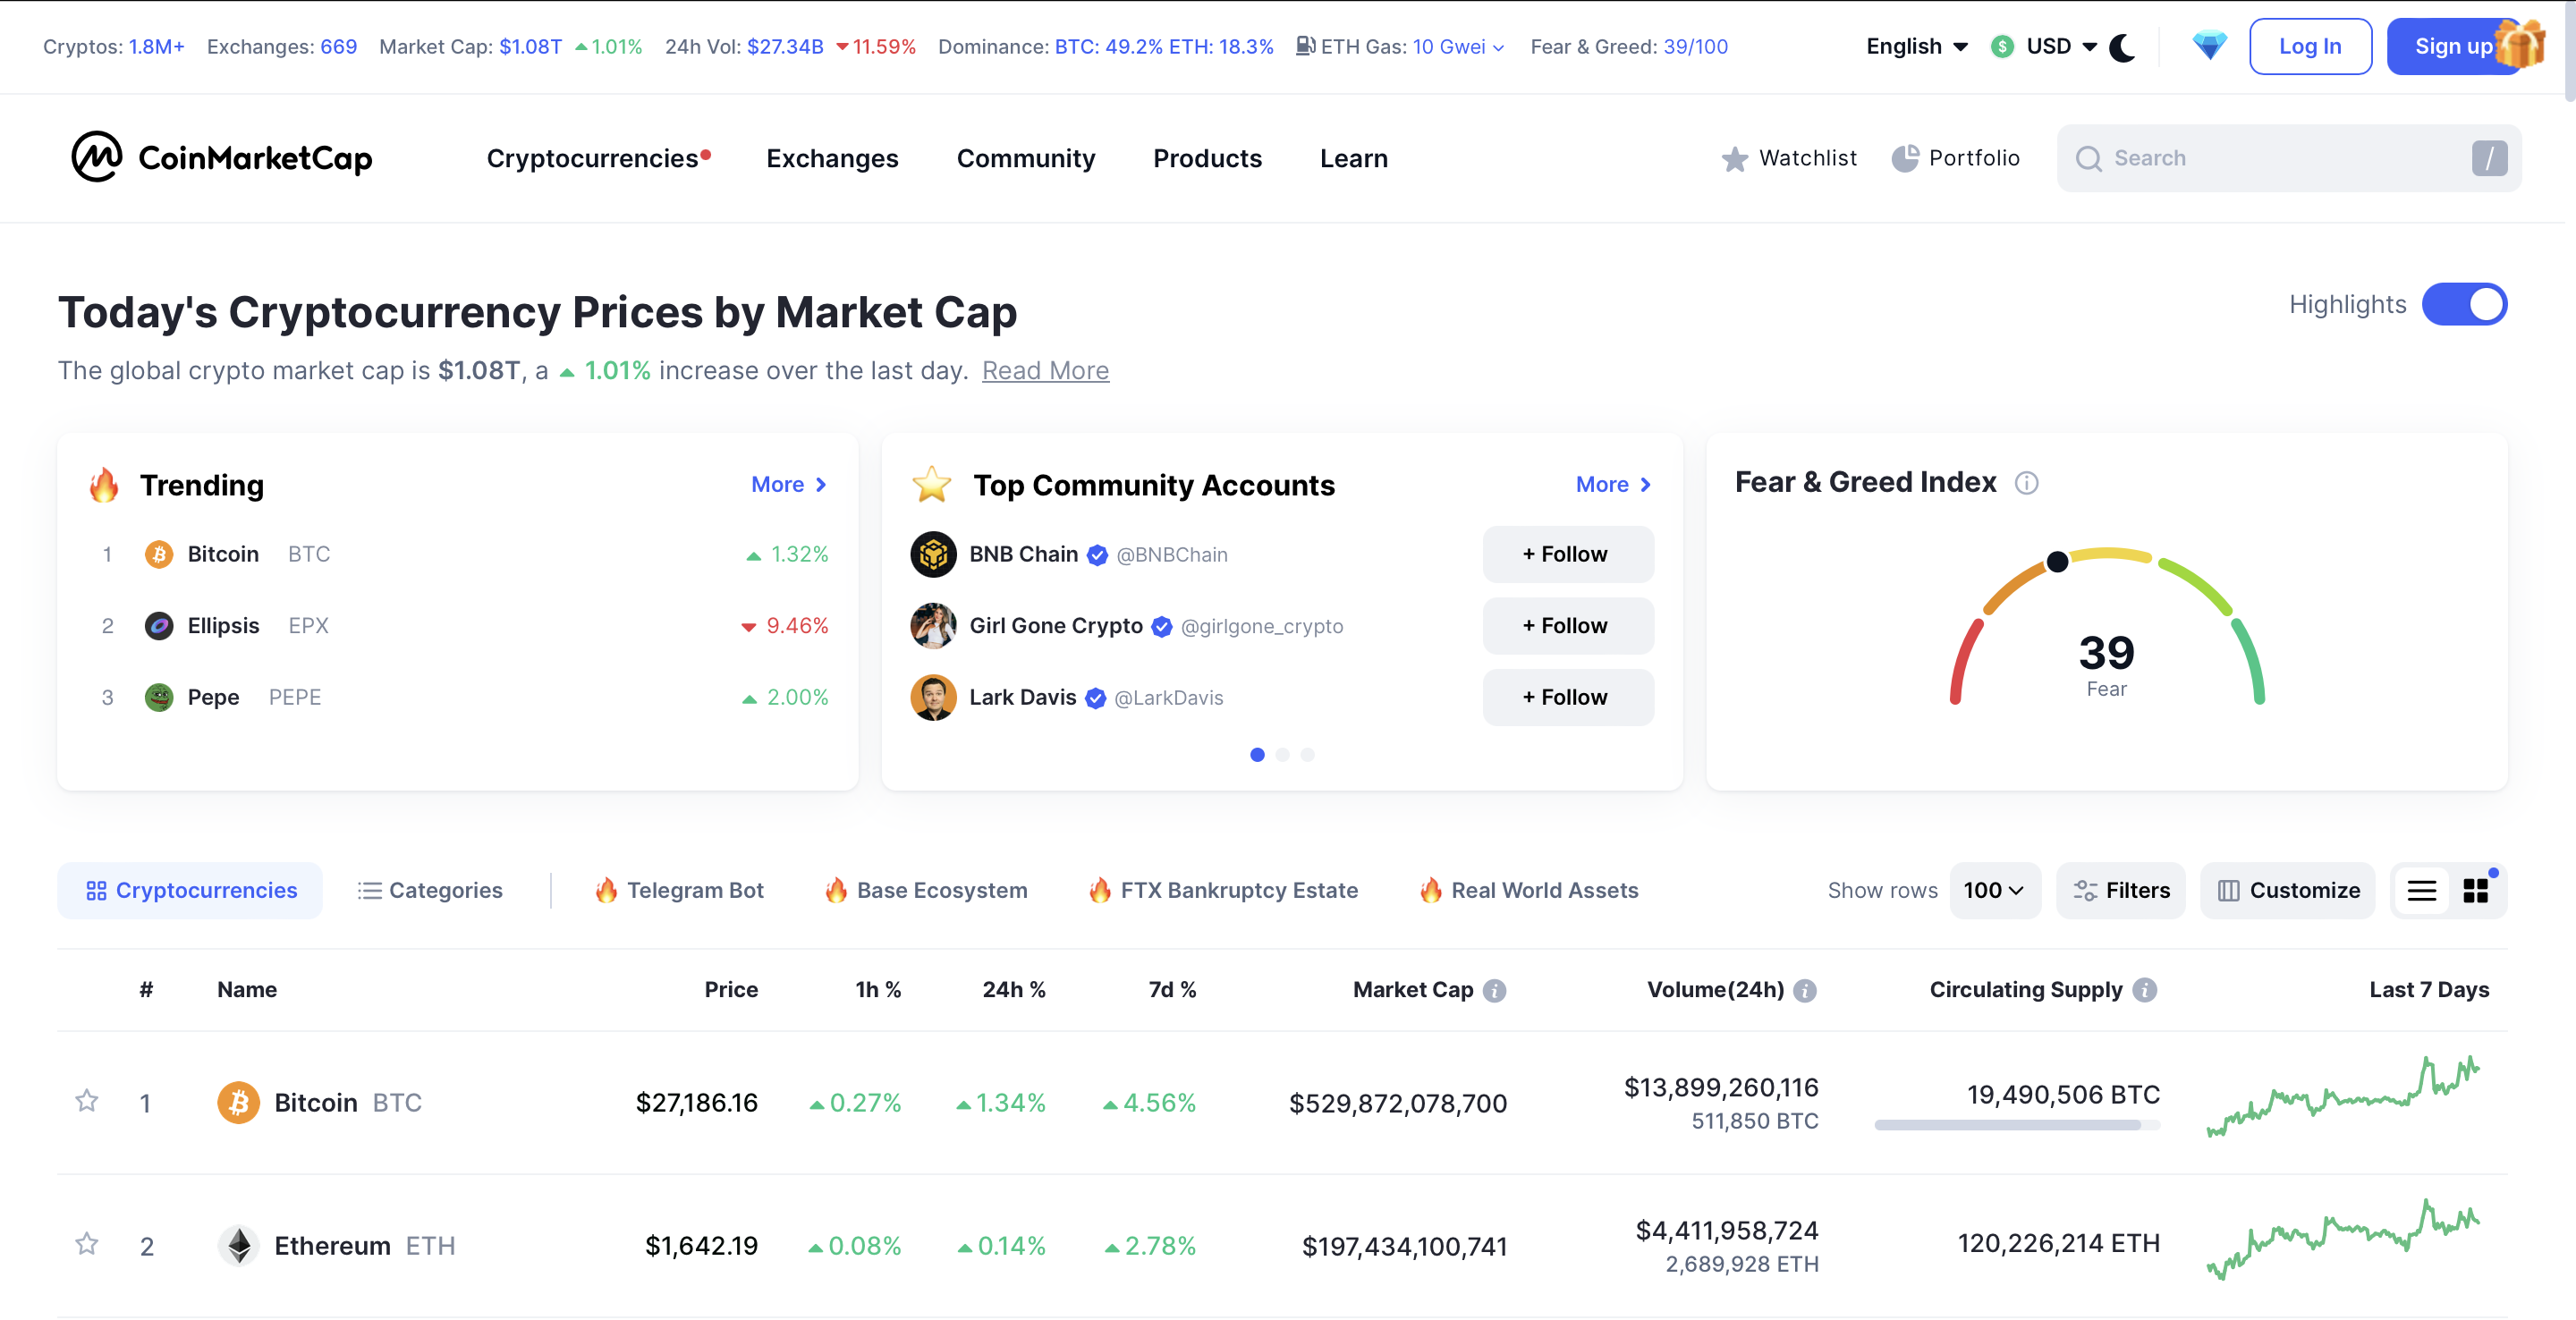 Cryptos: 1.8M+ Exchanges: 669 Market Cap: $1.08T 1.01% 24h Vol: $27.34B 11.59% Dominance: BTC: 49.2% ETH: 18.3% ETH Gas: 10 Gwei Fear & Greed: 39/100 English $ USD Log In Sign up
CoinMarketCap Cryptocurrencies Exchanges Community Products Learn Watchlist Portfolio Search /
Today's Cryptocurrency Prices by Market Cap
Highlights
The global crypto market cap is $1.08T, a 1.01% increase over the last day. Read More
Trending More
1 Bitcoin BTC 1.32%
2 Ellipsis EPX 9.46%
3 Pepe PEPE 2.00%
Top Community Accounts More
BNB Chain @BNBChain + Follow
Girl Gone Crypto @girlgone_crypto + Follow
Lark Davis @LarkDavis + Follow
Fear & Greed Index
39
Fear
Cryptocurrencies Categories Telegram Bot Base Ecosystem FTX Bankruptcy Estate Real World Assets Show rows 100 Filters Customize
# Name Price 1h % 24h % 7d % Market Cap Volume(24h) Circulating Supply Last 7 Days
1 Bitcoin BTC $27,186.16 0.27% 1.34% 4.56% $529,872,078,700 $13,899,260,116 19,490,506 BTC
511,850 BTC
2 Ethereum ETH $1,642.19 0.08% 0.14% 2.78% $197,434,100,741 $4,411,958,724 120,226,214 ETH
2,689,928 ETH